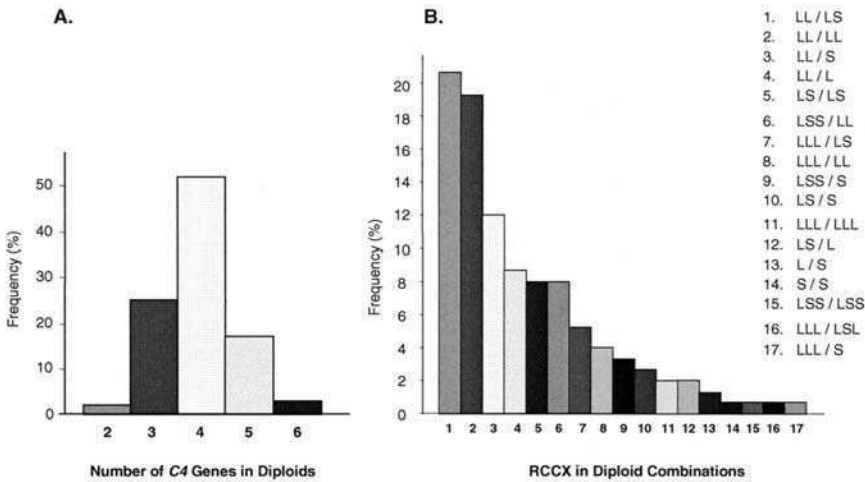 A.
Frequency (%)
50
40
30
20
10
0
2 3 4 5 6
Number of C4 Genes in Diploids
B.
Frequency (%)
20
18
16
14
12
10
8
6
4
2
0
1 2 3 4 5 6 7 8 9 10 11 12 13 14 15 16 17
RCCX in Diploid Combinations
1. LL / LS
2. LL / LL
3. LL / S
4. LL / L
5. LS / LS
6. LSS / LL
7. LLL / LS
8. LLL / LL
9. LSS / S
10. LS / S
11. LLL / LLL
12. LS / L
13. L / S
14. S / S
15. LSS / LSS
16. LLL / LSL
17. LLL / S